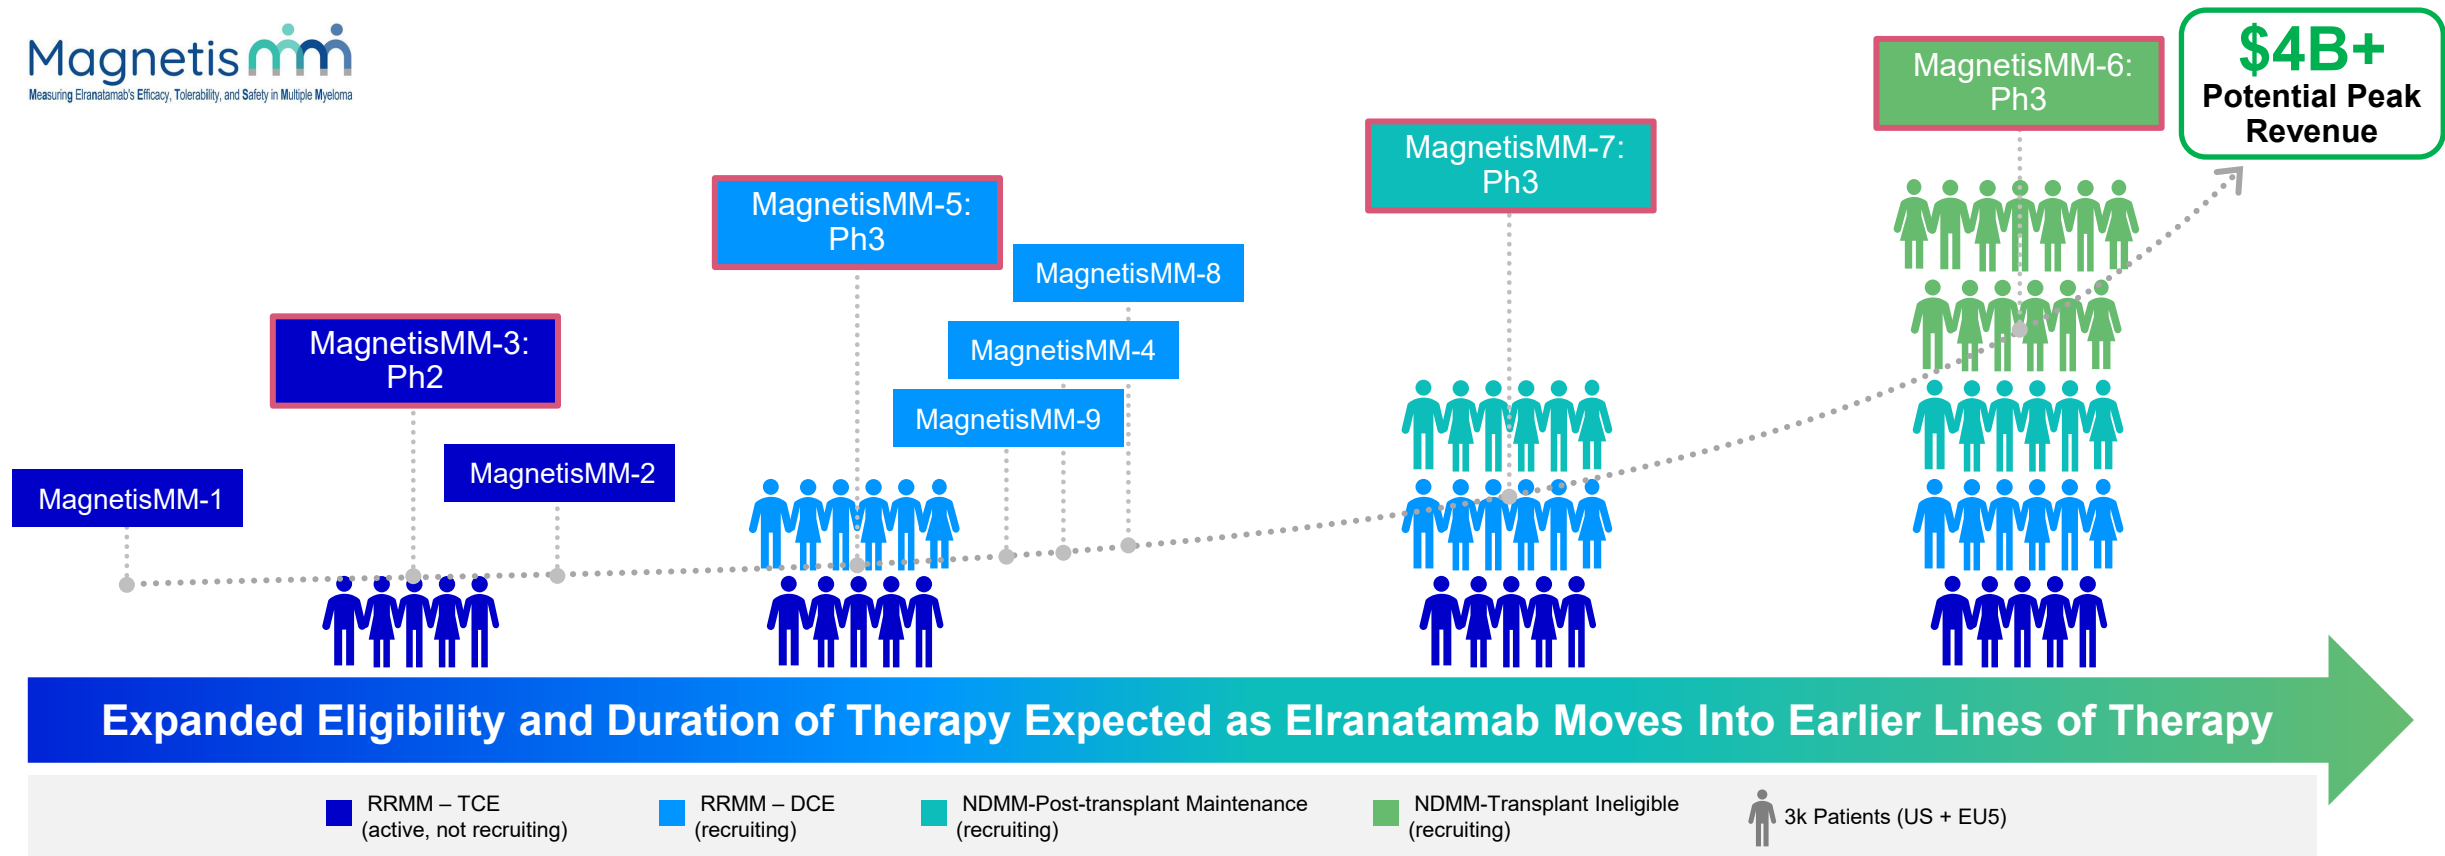 Magnetismm
Measuring Elranatamab's Efficacy, Tolerability, and Safety in Multiple Myeloma
$4B+
Potential Peak
Revenue
MagnetisMM-6:
Ph3
MagnetisMM-7:
Ph3
MagnetisMM-5:
Ph3
MagnetisMM-8
MagnetisMM-3:
Ph2
MagnetisMM-4
MagnetisMM-9
MagnetisMM-2
MagnetisMM-1
Expanded Eligibility and Duration of Therapy Expected as Elranatamab Moves Into Earlier Lines of Therapy
RRMM – TCE
(active, not recruiting)
RRMM – DCE
(recruiting)
NDMM-Post-transplant Maintenance
(recruiting)
NDMM-Transplant Ineligible
(recruiting)
3k Patients (US + EU5)